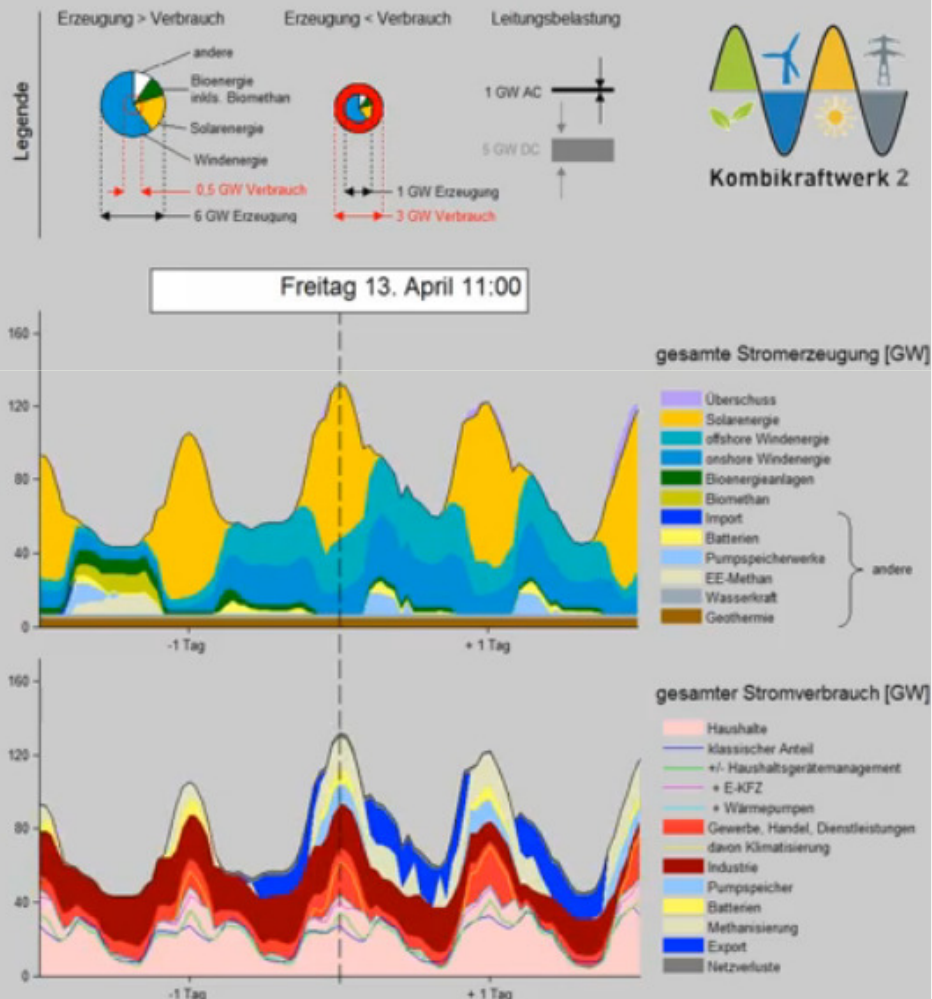 Legende
Erzeugung > Verbrauch
andere
Bioenergie
inkl. Biomethan
Solarenergie
Windenergie
0,5 GW Verbrauch
6 GW Erzeugung
Erzeugung < Verbrauch
1 GW Erzeugung
3 GW Verbrauch
Leitungsbelastung
1 GW AC
5 GW DC
Kombikraftwerk 2
Freitag 13. April 11:00
160
120
80
40
0
-1 Tag
+ 1 Tag
gesamte Stromerzeugung [GW]
Überschuss
Solarenergie
offshore Windenergie
onshore Windenergie
Bioenergieanlagen
Biomethan
Import
Batterien
Pumpspeicherwerke
EE-Methan
Wasserkraft
Geothermie
andere
160
120
80
40
0
-1 Tag
+ 1 Tag
gesamter Stromverbrauch [GW]
Haushalte
klassischer Anteil
+/- Haushaltsgerätemanagement
+ E-KFZ
+ Wärmepumpen
Gewerbe, Handel, Dienstleistungen
davon Klimatisierung
Industrie
Pumpspeicher
Batterien
Methanisierung
Export
Netzverluste